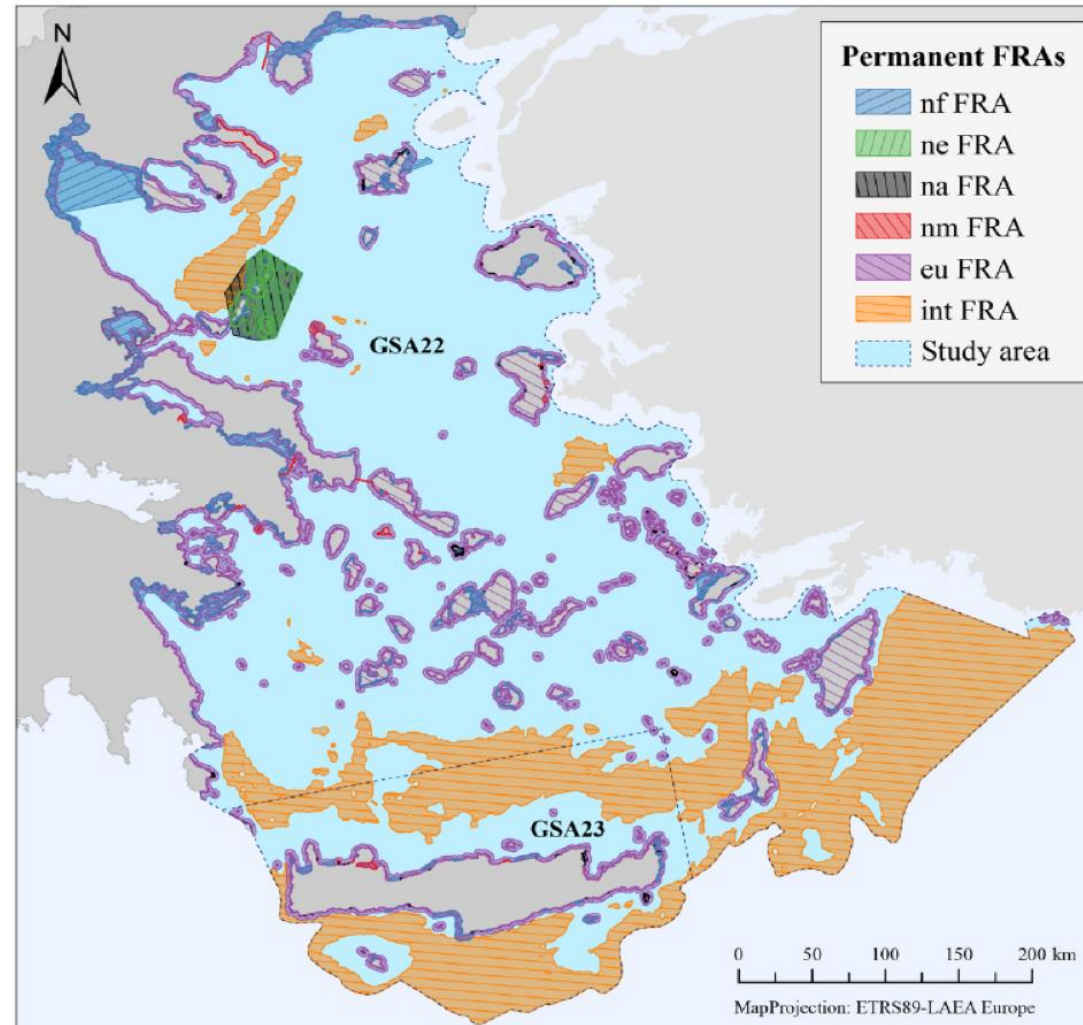 N
Permanent FRAs
nf FRA
ne FRA
na FRA
nm FRA
eu FRA
int FRA
Study area
GSA22
GSA23
0 50 100 150 200 km
MapProjection: ETRS89-LAEA Europe